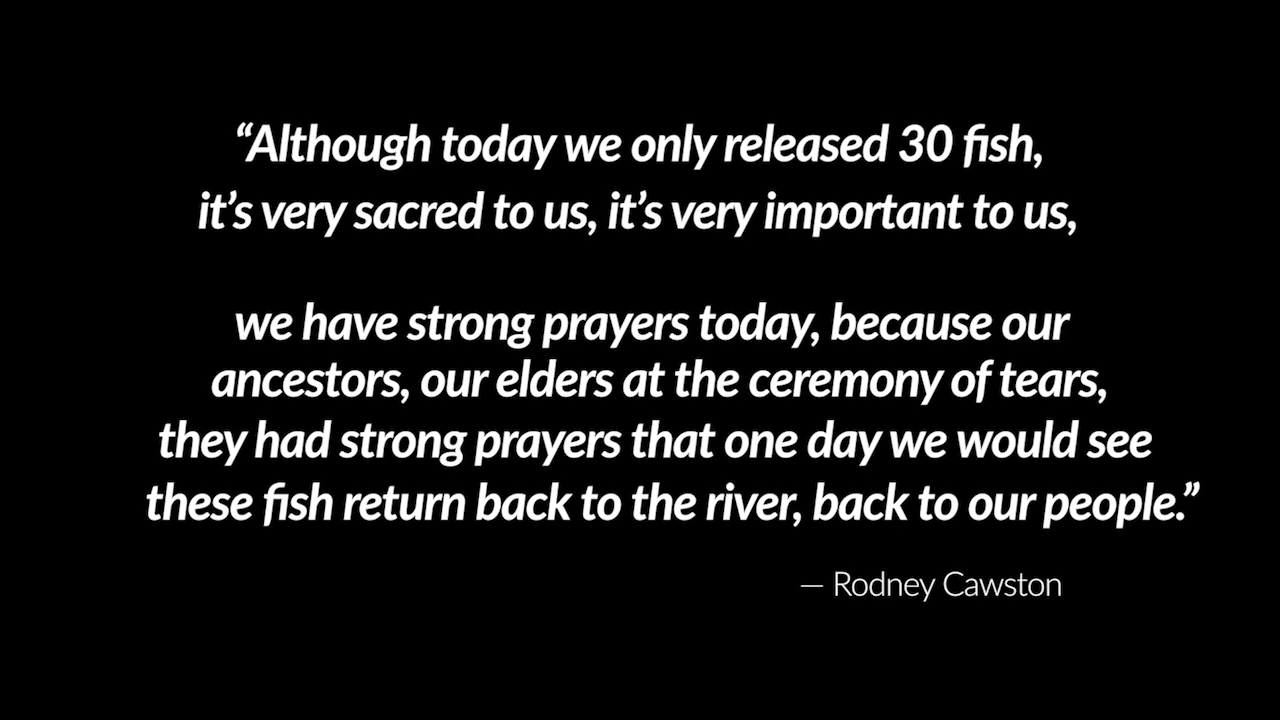 “Although today we only released 30 fish,
it’s very sacred to us, it’s very important to us,
we have strong prayers today, because our
ancestors, our elders at the ceremony of tears,
they had strong prayers that one day we would see
these fish return back to the river, back to our people.”
— Rodney Cawston